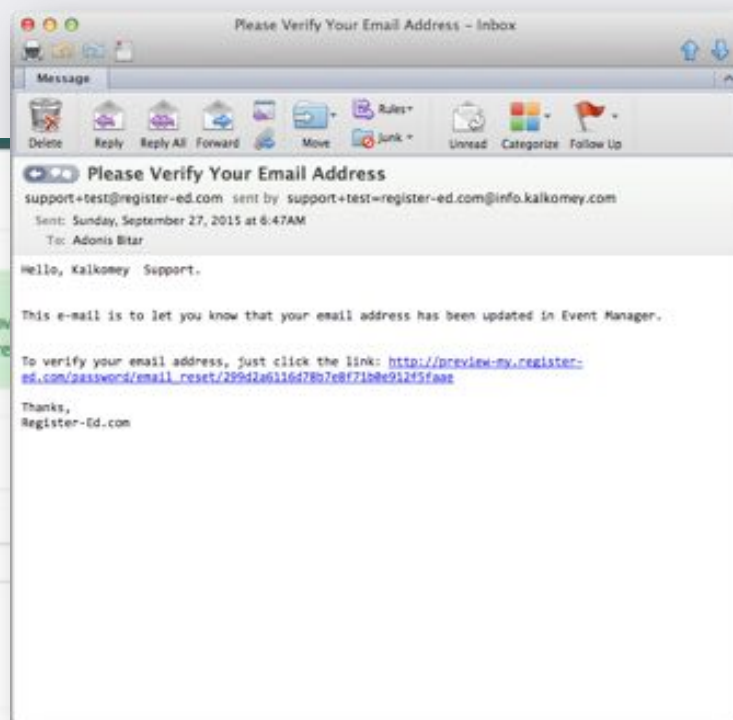 Please Verify Your Email Address – Inbox
Message
Delete Reply Reply All Forward Move Rules Junk Unread Categorize Follow Up
Please Verify Your Email Address
support+test@register-ed.com sent by support+test=register-ed.com@info.kalkomey.com
Sent: Sunday, September 27, 2015 at 6:47AM
To: Adonis Bitar
Hello, Kalkomey Support.
This e-mail is to let you know that your email address has been updated in Event Manager.
To verify your email address, just click the link: http://preview-my.register-
ed.com/password/email_reset/299d2a6116d78b7e8f71b0e912f5faae
Thanks,
Register-Ed.com